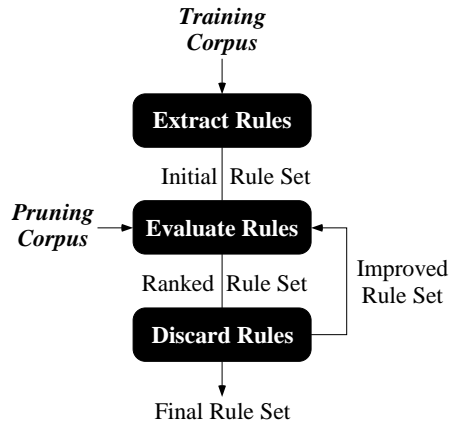 Training
Corpus
Extract Rules
Initial Rule Set
Pruning
Corpus
Evaluate Rules
Improved
Rule Set
Ranked Rule Set
Discard Rules
Final Rule Set